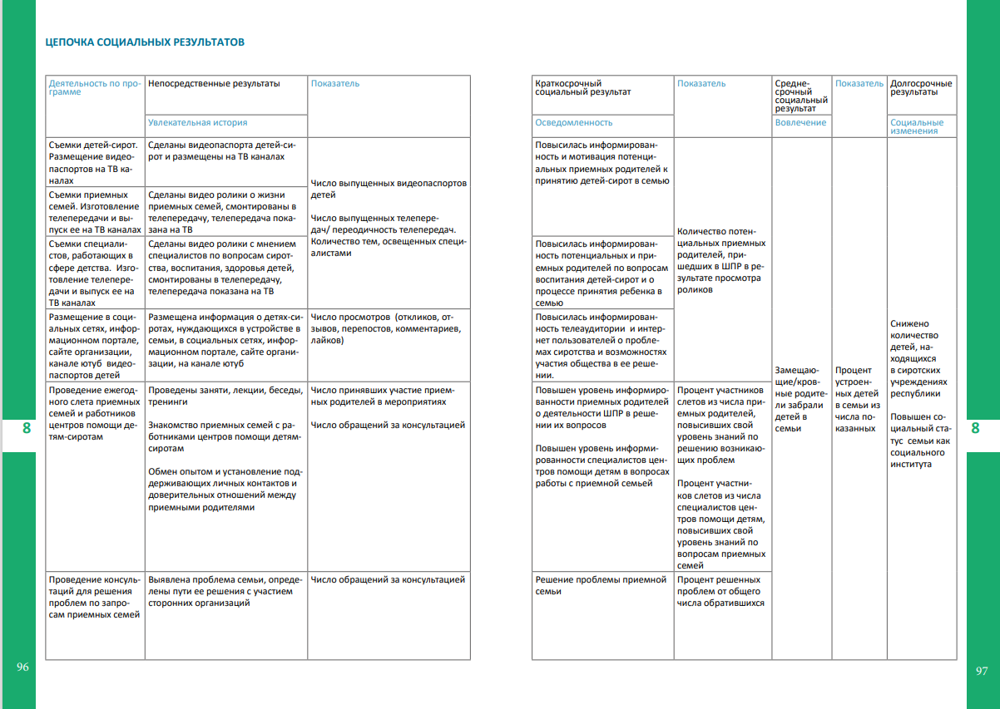 ЦЕПОЧКА СОЦИАЛЬНЫХ РЕЗУЛЬТАТОВ
Деятельность по про-
грамме
Непосредственные результаты
Показатель
Увлекательная история
Съемки детей-сирот.
Размещение видео-
паспортов на ТВ ка-
налах
Сделаны видеопаспорта детей-си-
рот и размещены на ТВ каналах
Число выпущенных видеопаспортов
детей
Число выпущенных телепере-
дач/ переодичность телепередач.
Количество тем, освещенных специ-
алистами
Съемки приемных
семей. Изготовление
телепередачи и вы-
пуск ее на ТВ каналах
Сделаны видео ролики о жизни
приемных семей, смонтированы в
телепередачу, телепередача пока-
зана на ТВ
Съемки специали-
стов, работающих в
сфере детства.  Изго-
товление телепере-
дачи и выпуск ее на
ТВ каналах
Сделаны видео ролики с мнением
специалистов по вопросам сирот-
ства, воспитания, здоровья детей,
смонтированы в телепередачу,
телепередача показана на ТВ
Размещение в соци-
альных сетях, инфор-
мационном портале,
сайте организации,
канале ютуб  видео-
паспортов детей
Размещена информация о детях-си-
ротах, нуждающихся в устройстве в
семьи, в социальных сетях, инфор-
мационном портале, сайте органи-
зации, на канале ютуб
Число просмотров  (откликов, от-
зывов, перепостов, комментариев,
лайков)
Проведение ежегод-
ного слета приемных
семей и работников
центров помощи де-
тям-сиротам
Проведены заняти, лекции, беседы,
тренинги
Знакомство приемных семей с ра-
ботниками центров помощи детям-
сиротам
Обмен опытом и установление под-
держивающих личных контактов и
доверительных отношений между
приемными родителями
Число принявших участие прием-
ных родителей в мероприятиях
Число обращений за консультацией
Проведение консуль-
таций для решения
проблем по запро-
сам приемных семей
Выявлена проблема семьи, опреде-
лены пути ее решения с участием
сторонних организаций
Число обращений за консультацией
8
96
Краткосрочный
социальный результат
Показатель
Средне-
срочный
социальный
результат
Показатель
Долгосрочные
результаты
Осведомленность
Вовлечение
Социальные
изменения
Повысилась информирован-
ность и мотивация потенци-
альных приемных родителей к
принятию детей-сирот в семью
Количество потен-
циальных приемных
родителей, при-
шедших в ШПР в ре-
зультате просмотра
роликов
Повысилась информирован-
ность потенциальных и при-
емных родителей по вопросам
воспитания детей-сирот и о
процессе принятия ребенка в
семью
Повысилась информирован-
ность телеаудитории  и интер-
нет пользователей о пробле-
мах сиротства и возможностях
участия общества в ее реше-
нии.
Повышен уровень информиро-
ванности приемных родителей
о деятельности ШПР в реше-
нии их вопросов
Повышен уровень информи-
рованности специалистов цен-
тров помощи детям в вопросах
работы с приемной семьей
Процент участников
слетов из числа при-
емных родителей,
повысивших свой
уровень знаний по
решению возникаю-
щих проблем
Процент участни-
ков слетов из числа
специалистов цен-
тров помощи детям,
повысивших свой
уровень знаний по
вопросам приемных
семей
Решение проблемы приемной
семьи
Процент решенных
проблем от общего
числа обратившихся
Замещаю-
щие/кров-
ные родите-
ли забрали
детей в
семьи
Процент
устроен-
ных детей
в семьи из
числа по-
казанных
Снижено
количество
детей, на-
ходящихся
в сиротских
учреждениях
республики
Повышен со-
циальный ста-
тус  семьи как
социального
института
8
97